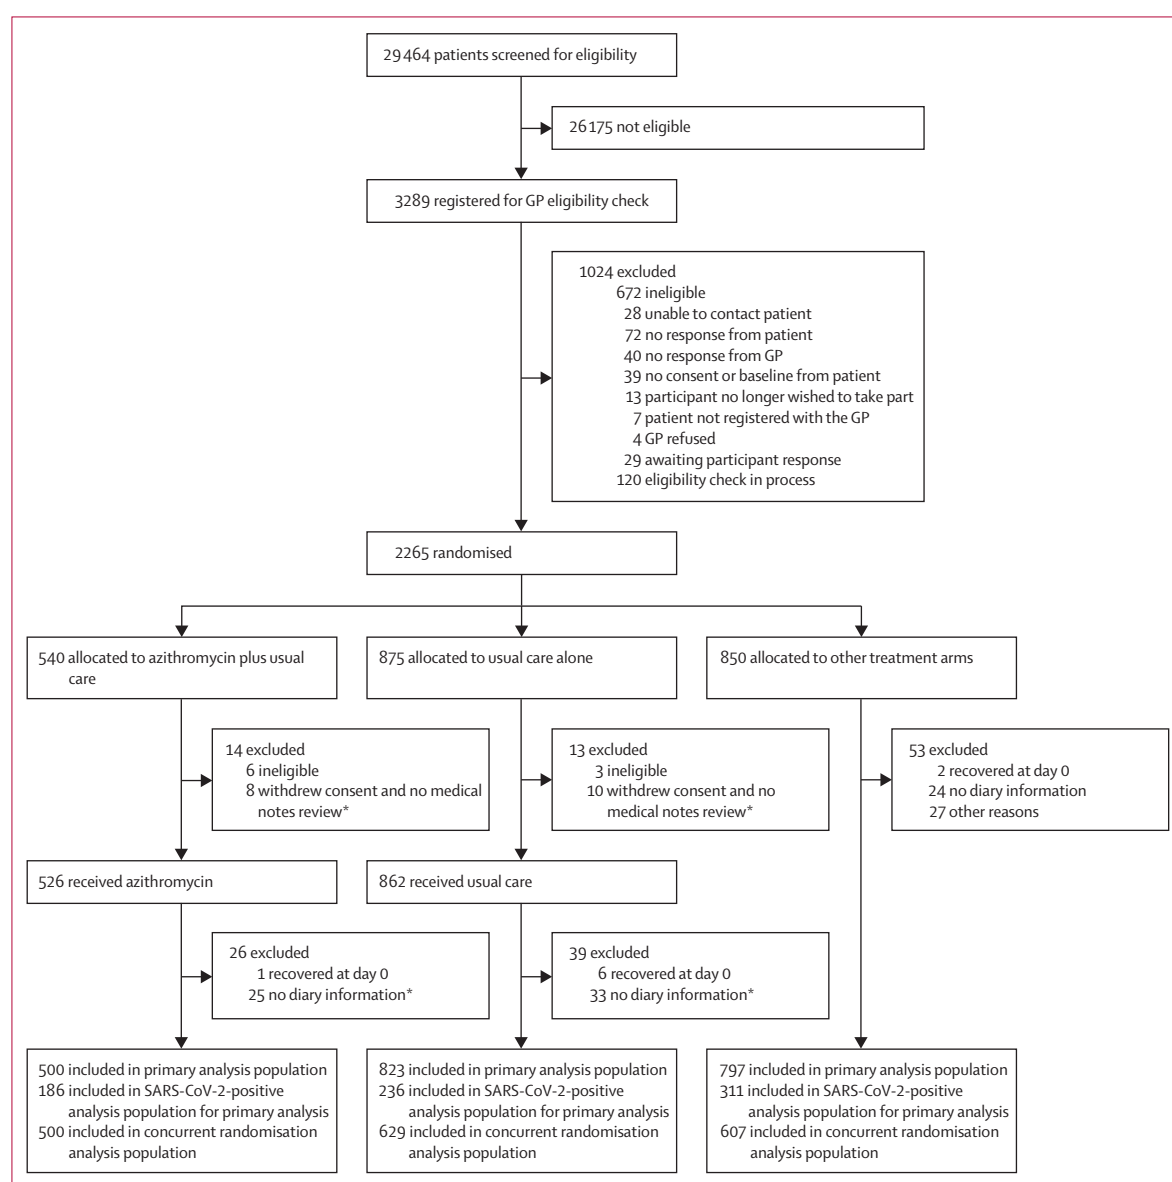 29 464 patients screened for eligibility
26 175 not eligible
3289 registered for GP eligibility check
1024 excluded
672 ineligible
28 unable to contact patient
72 no response from patient
40 no response from GP
39 no consent or baseline from patient
13 participant no longer wished to take part
7 patient not registered with the GP
4 GP refused
29 awaiting participant response
120 eligibility check in process
2265 randomised
540 allocated to azithromycin plus usual
care
875 allocated to usual care alone
850 allocated to other treatment arms
14 excluded
6 ineligible
8 withdrew consent and no medical
notes review*
13 excluded
3 ineligible
10 withdrew consent and no
medical notes review*
53 excluded
2 recovered at day 0
24 no diary information
27 other reasons
526 received azithromycin
862 received usual care
26 excluded
1 recovered at day 0
25 no diary information*
39 excluded
6 recovered at day 0
33 no diary information*
500 included in primary analysis population
186 included in SARS-CoV-2-positive
analysis population for primary analysis
500 included in concurrent randomisation
analysis population
823 included in primary analysis population
236 included in SARS-CoV-2-positive
analysis population for primary analysis
629 included in concurrent randomisation
analysis population
797 included in primary analysis population
311 included in SARS-CoV-2-positive
analysis population for primary analysis
607 included in concurrent randomisation
analysis population